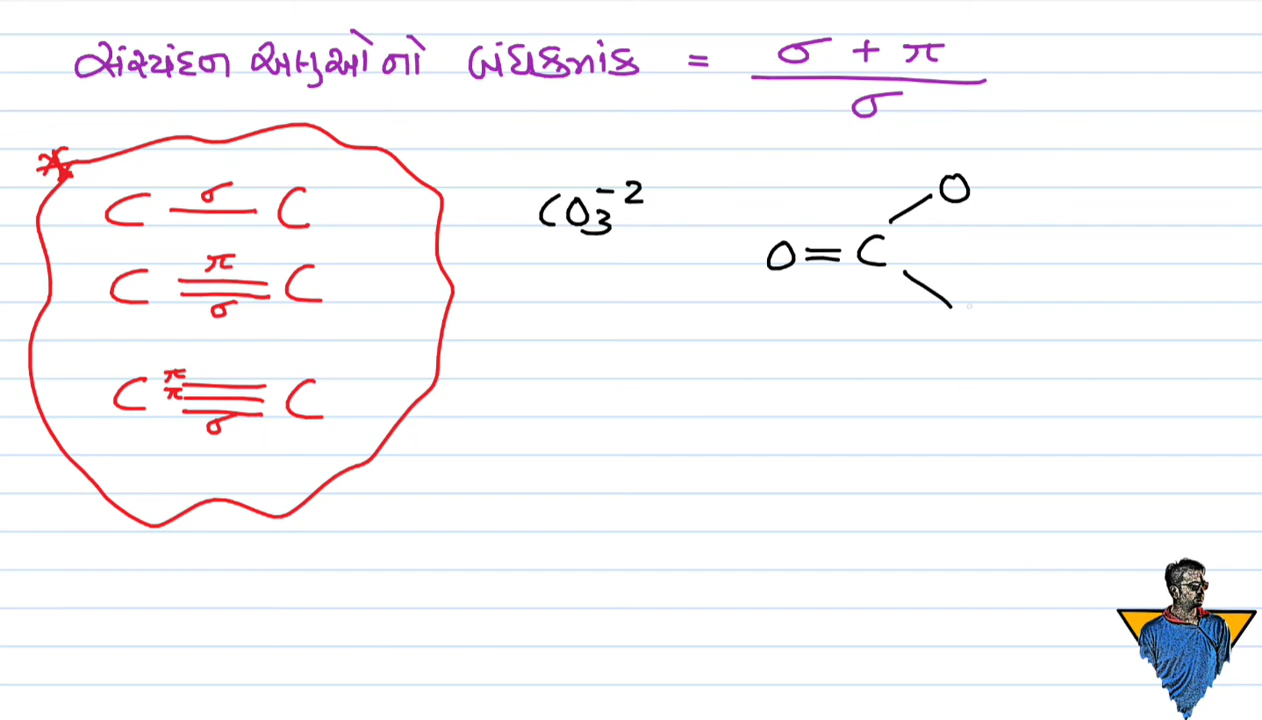 સંસ્પંદન અણુઓનો બંધક્રમાંક = σ + π / σ
C σ C
CO₃⁻²
O
O = C
π
C = C
σ
π
π
C ≡ C
σ